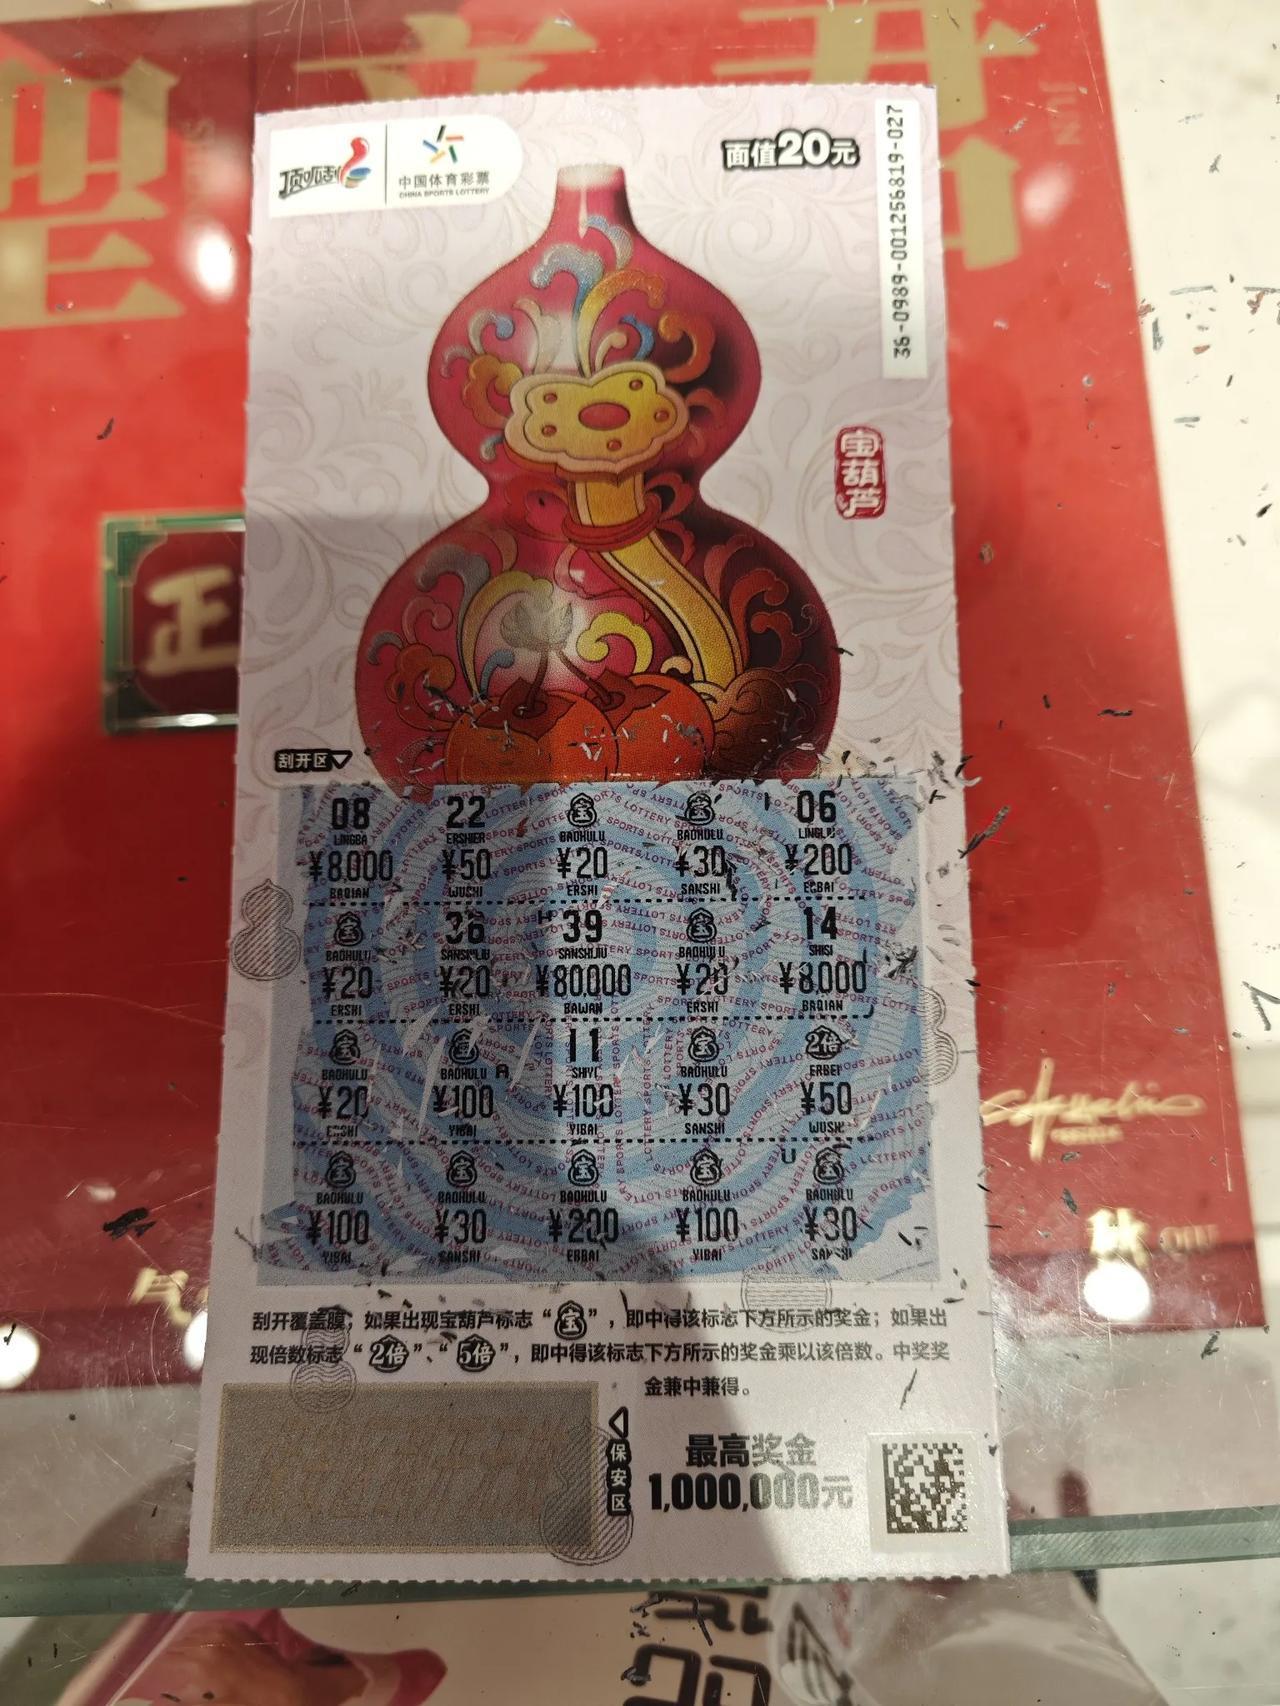 理 文 君
JUN
顶呱刮
中国体育彩票
CHINA SPORTS LOTTERY
面值20元
36-0989-001256819-027
宝葫芦
正
刮开区
08 22 宝 宝 06
LINGBA ERSHIER BAOHULU BAOHULU LINGLIU
¥8,000 ¥50 ¥20 ¥30 ¥200
BAQIAN WUSHI ERSHI SANSHI ERBAI
宝 36 39 宝 14
BAOHULU SANSHILIU SANSHIJIU BAOHULU SHISI
¥20 ¥20 ¥80,000 ¥20 ¥8,000
ERSHI ERSHI BAWAN ERSHI BAQIAN
宝 宝 11 宝 2倍
BAOHULU BAOHULU SHIYI BAOHULU ERBEI
¥20 ¥100 ¥100 ¥30 ¥50
ERSHI YIBAI YIBAI SANSHI WUSHI
宝 宝 宝 宝 宝
BAOHULU BAOHULU BAOHULU BAOHULU BAOHULU
¥100 ¥30 ¥200 ¥100 ¥30
YIBAI SANSHI ERBAI YIBAI SANSHI
刮开覆盖膜；如果出现宝葫芦标志“宝”，即中得该标志下方所示的奖金；如果出
现倍数标志“2倍”、“5倍”，即中得该标志下方所示的奖金乘以该倍数。中奖奖
金兼中兼得。
保安区
最高奖金
1,000,000元
QIU